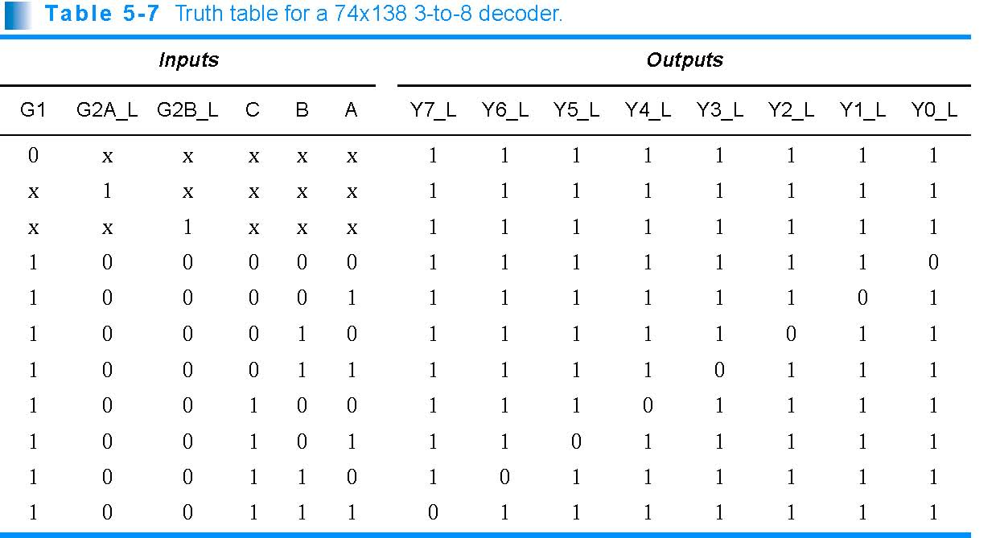 Table 5-7 Truth table for a 74x138 3-to-8 decoder.
Inputs Outputs
G1 G2A_L G2B_L C B A Y7_L Y6_L Y5_L Y4_L Y3_L Y2_L Y1_L Y0_L
0 x x x x x 1 1 1 1 1 1 1 1
x 1 x x x x 1 1 1 1 1 1 1 1
x x 1 x x x 1 1 1 1 1 1 1 1
1 0 0 0 0 0 1 1 1 1 1 1 1 0
1 0 0 0 0 1 1 1 1 1 1 1 0 1
1 0 0 0 1 0 1 1 1 1 1 0 1 1
1 0 0 0 1 1 1 1 1 1 0 1 1 1
1 0 0 1 0 0 1 1 1 0 1 1 1 1
1 0 0 1 0 1 1 1 0 1 1 1 1 1
1 0 0 1 1 0 1 0 1 1 1 1 1 1
1 0 0 1 1 1 0 1 1 1 1 1 1 1